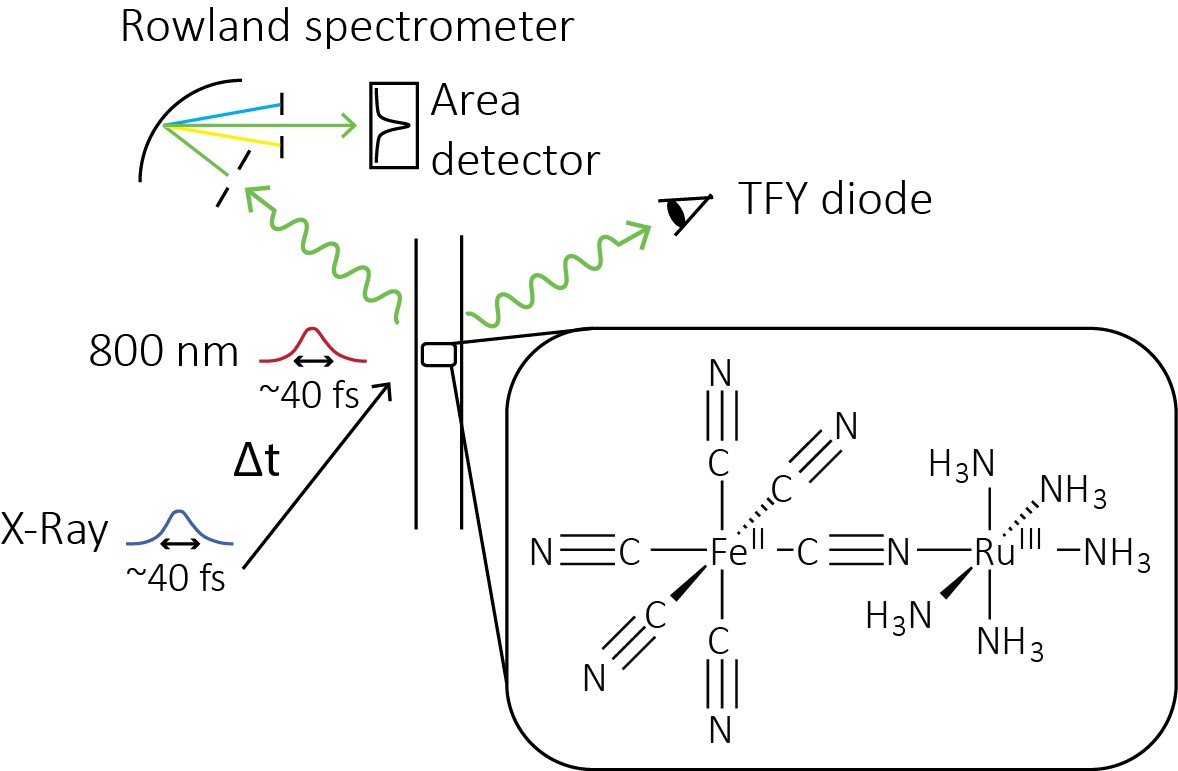 Rowland spectrometer
Area
detector
TFY diode
800 nm
~40 fs
Δt
X-Ray
~40 fs
N
C
N
C
N
C
Fe^II
C
N
Ru^III
H₃N
NH₃
NH₃
H₃N
NH₃
C
N
C
N